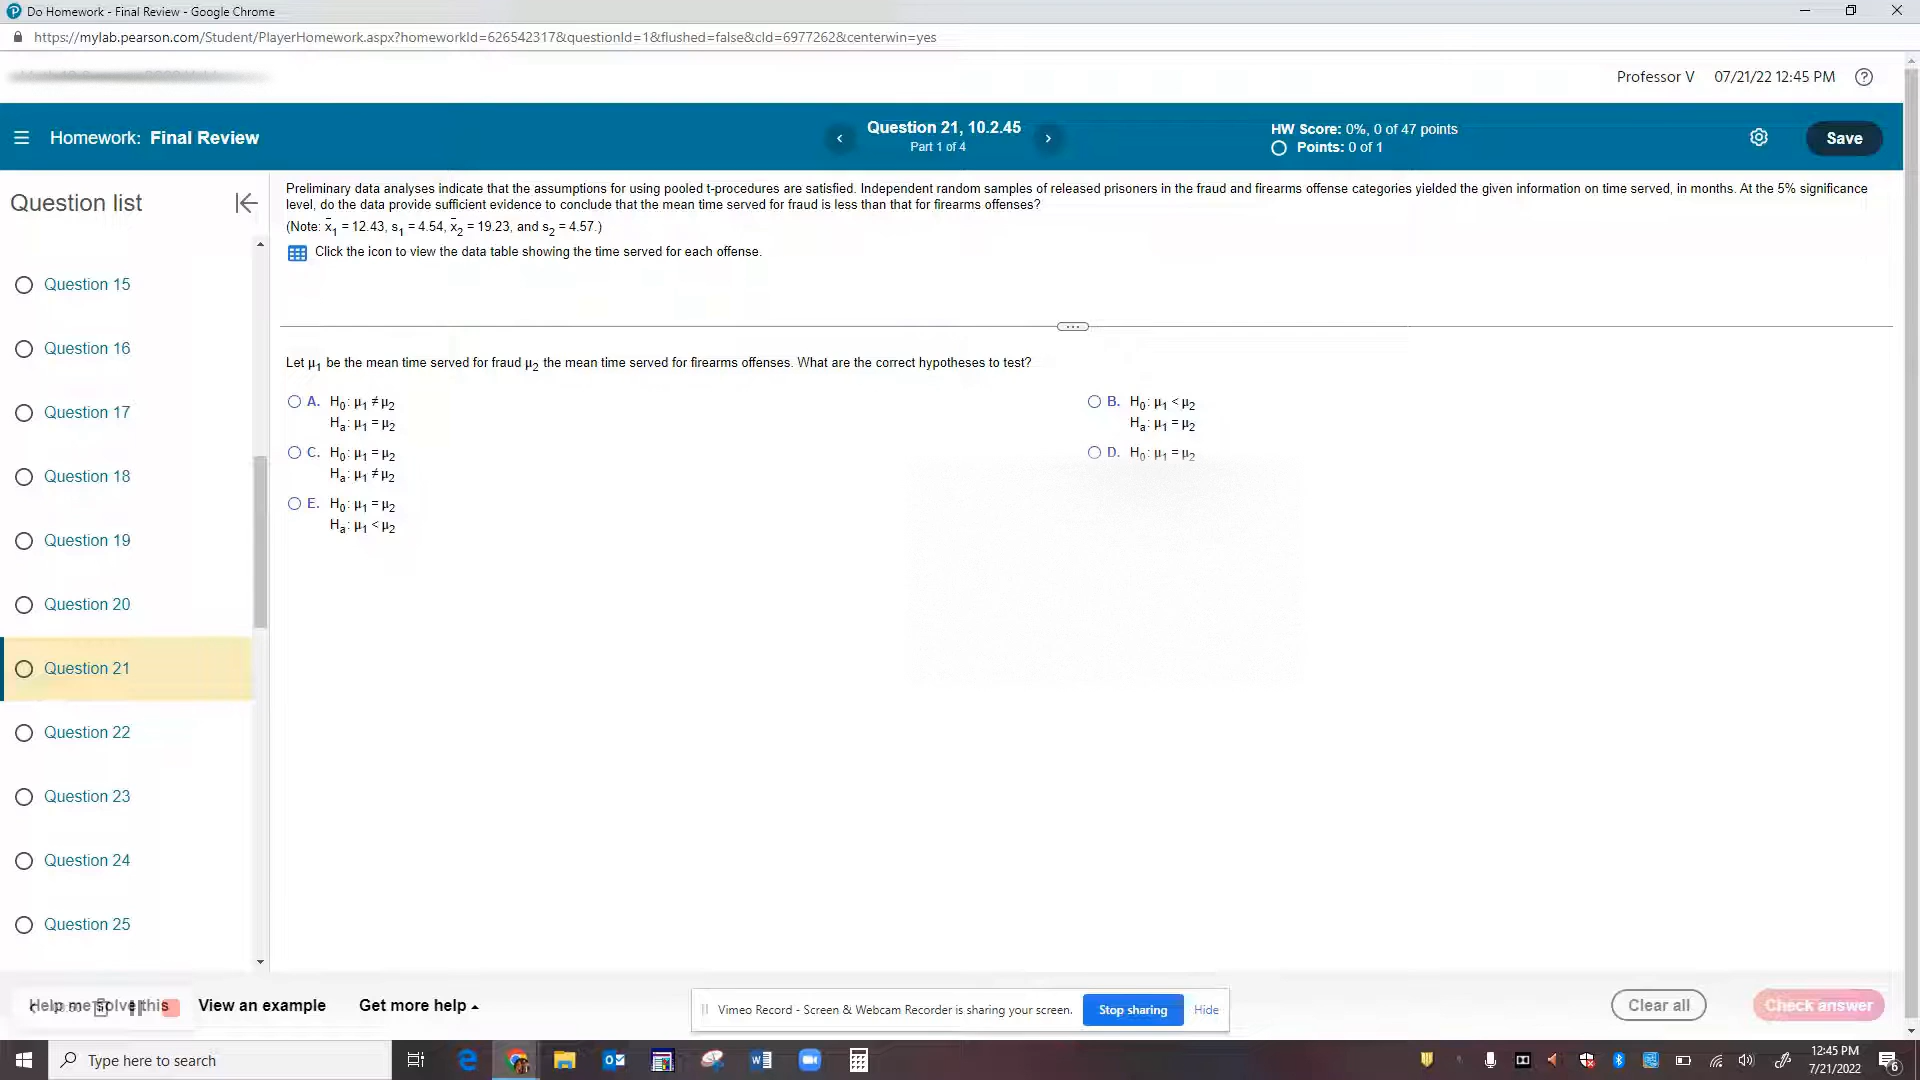 Do Homework - Final Review - Google Chrome
https://mylab.pearson.com/Student/PlayerHomework.aspx?homeworkId=626542317&questionId=1&flushed=false&cId=6977262&centerwin=yes
Professor V 07/21/22 12:45 PM ?
Homework: Final Review
Question 21, 10.2.45
Part 1 of 4
HW Score: 0%, 0 of 47 points
Points: 0 of 1
Save
Question list
Question 15
Question 16
Question 17
Question 18
Question 19
Question 20
Question 21
Question 22
Question 23
Question 24
Question 25
Preliminary data analyses indicate that the assumptions for using pooled t-procedures are satisfied. Independent random samples of released prisoners in the fraud and firearms offense categories yielded the given information on time served, in months. At the 5% significance
level, do the data provide sufficient evidence to conclude that the mean time served for fraud is less than that for firearms offenses?
(Note: x̄₁ = 12.43, s₁ = 4.54, x̄₂ = 19.23, and s₂ = 4.57.)
Click the icon to view the data table showing the time served for each offense.
Let μ₁ be the mean time served for fraud μ₂ the mean time served for firearms offenses. What are the correct hypotheses to test?
A. H₀: μ₁ ≠ μ₂
Hₐ: μ₁ = μ₂
B. H₀: μ₁ < μ₂
Hₐ: μ₁ = μ₂
C. H₀: μ₁ = μ₂
Hₐ: μ₁ ≠ μ₂
D. H₀: μ₁ = μ₂
E. H₀: μ₁ = μ₂
Hₐ: μ₁ < μ₂
Help me solve this
View an example
Get more help
Vimeo Record - Screen & Webcam Recorder is sharing your screen.
Stop sharing
Hide
Clear all
Check answer
Type here to search
12:45 PM
7/21/2022
6